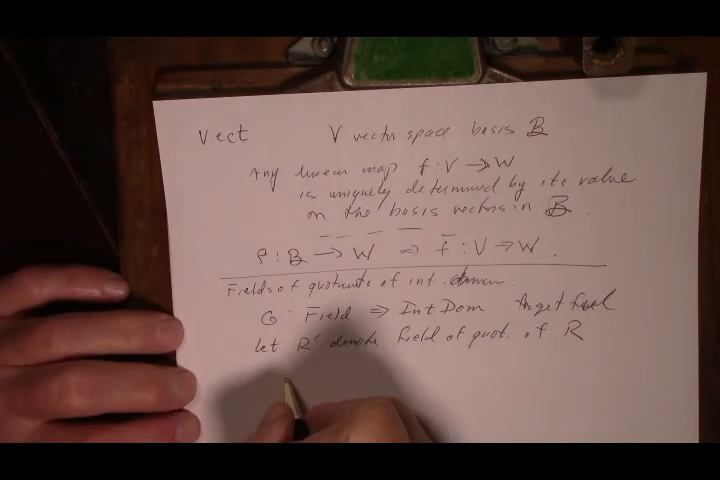 Vect V vector space basis B
Any linear map f : V → W
is uniquely determined by its value
on the basis vectors in B.
f : B → W ⇒ f̄ : V → W.
Fields of quotients of int. domain.
G : Field ⇒ Int Dom forgetful
let R' denote field of quot. of R